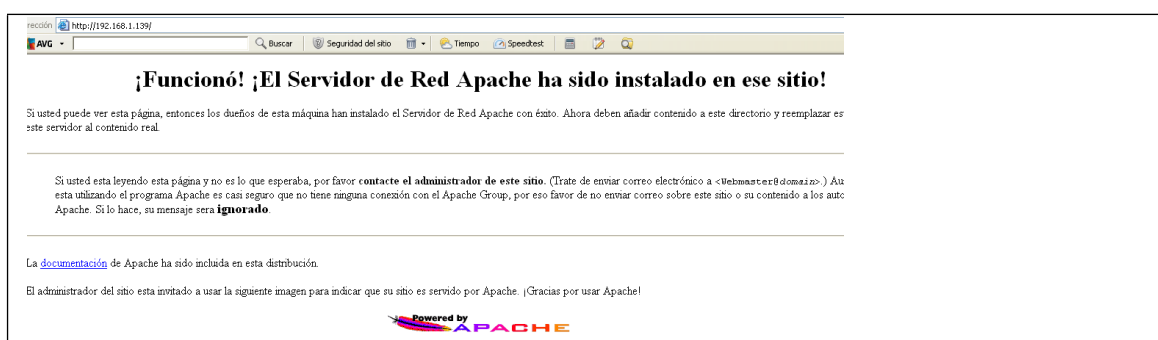 rección http://192.168.1.139/
AVG Buscar Seguridad del sitio Tiempo Speedtest
¡Funcionó! ¡El Servidor de Red Apache ha sido instalado en ese sitio!
Si usted puede ver esta página, entonces los dueños de esta máquina han instalado el Servidor de Red Apache con éxito. Ahora deben añadir contenido a este directorio y reemplazar
este servidor al contenido real.
Si usted esta leyendo esta página y no es lo que esperaba, por favor contacte el administrador de este sitio. (Trate de enviar correo electrónico a <Webmaster@domain>.)
esta utilizando el programa Apache es casi seguro que no tiene ninguna conexión con el Apache Group, por eso favor de no enviar correo sobre este sitio o su contenido a los
Apache. Si lo hace, su mensaje sera ignorado.
La documentación de Apache ha sido incluida en esta distribución.
El administrador del sitio esta invitado a usar la siguiente imagen para indicar que su sitio es servido por Apache. ¡Gracias por usar Apache!
Powered by
APACHE